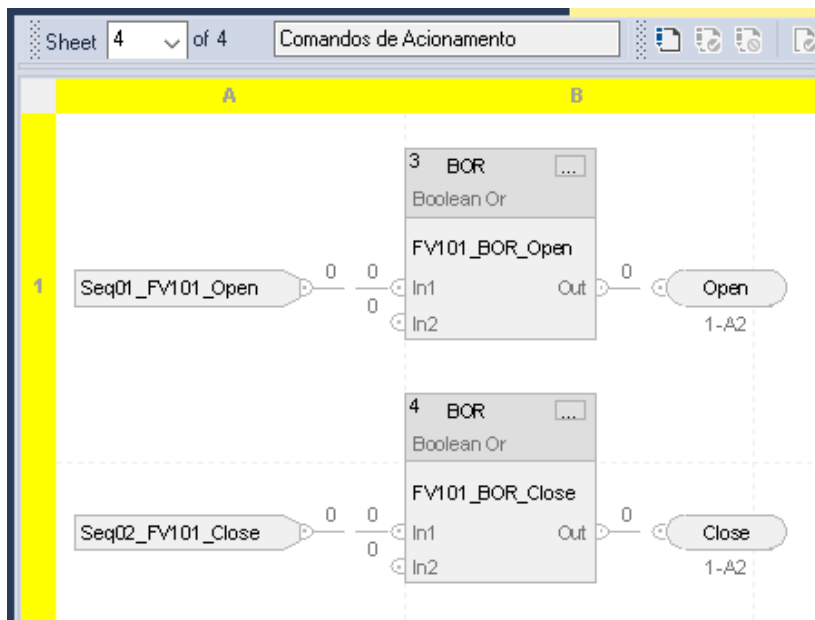 Sheet 4 of 4 Comandos de Acionamento
A B
3 BOR ...
Boolean Or
FV101_BOR_Open
1 Seq01_FV101_Open 0 0 In1 Out 0 Open
0 In2 1-A2
4 BOR ...
Boolean Or
FV101_BOR_Close
Seq02_FV101_Close 0 0 In1 Out 0 Close
0 In2 1-A2